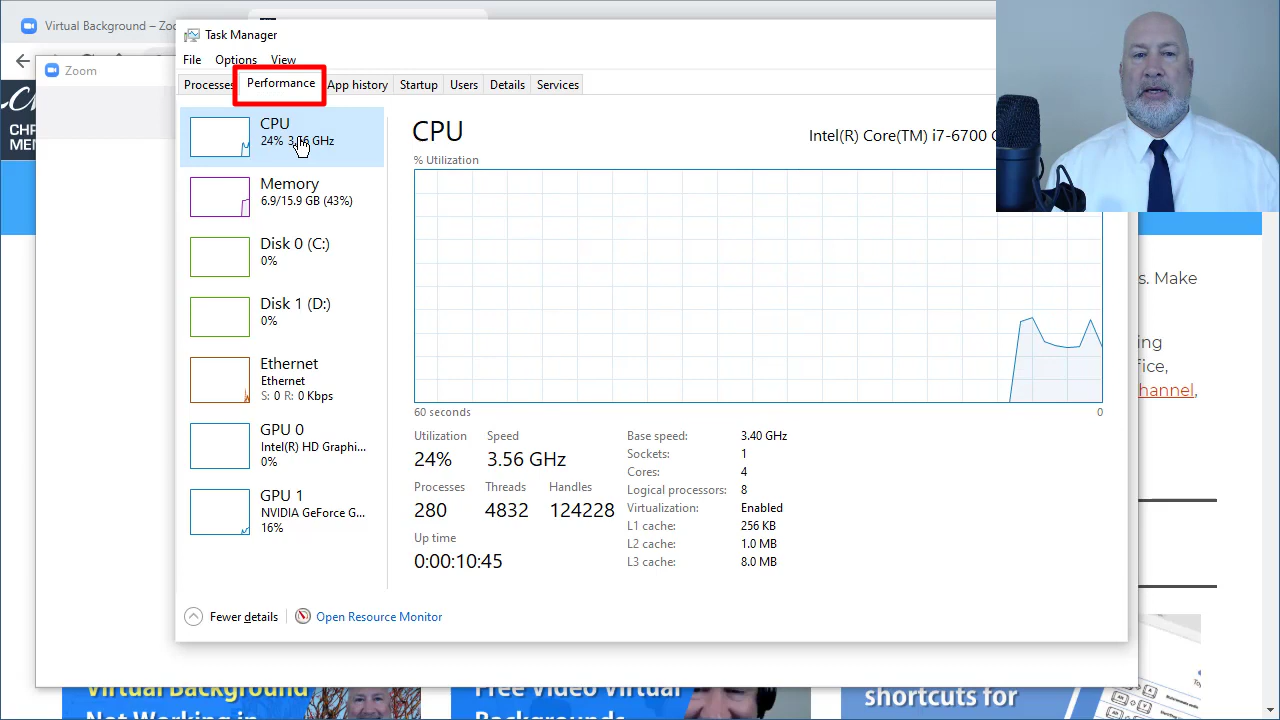 Virtual Background – Zoo
Zoom
CHR
MEN
Task Manager
File Options View
Processes Performance App history Startup Users Details Services
CPU
24% 3.56 GHz
Memory
6.9/15.9 GB (43%)
Disk 0 (C:)
0%
Disk 1 (D:)
0%
Ethernet
Ethernet
S: 0 R: 0 Kbps
GPU 0
Intel(R) HD Graphi...
0%
GPU 1
NVIDIA GeForce G...
16%
CPU
Intel(R) Core(TM) i7-6700
% Utilization
60 seconds
0
Utilization Speed
24% 3.56 GHz
Processes Threads Handles
280 4832 124228
Up time
0:00:10:45
Base speed: 3.40 GHz
Sockets: 1
Cores: 4
Logical processors: 8
Virtualization: Enabled
L1 cache: 256 KB
L2 cache: 1.0 MB
L3 cache: 8.0 MB
Fewer details
Open Resource Monitor
s. Make
ing
fice,
hannel,
Virtual Background
Not Working in
Free Video Virtual
Backgrounds
shortcuts for